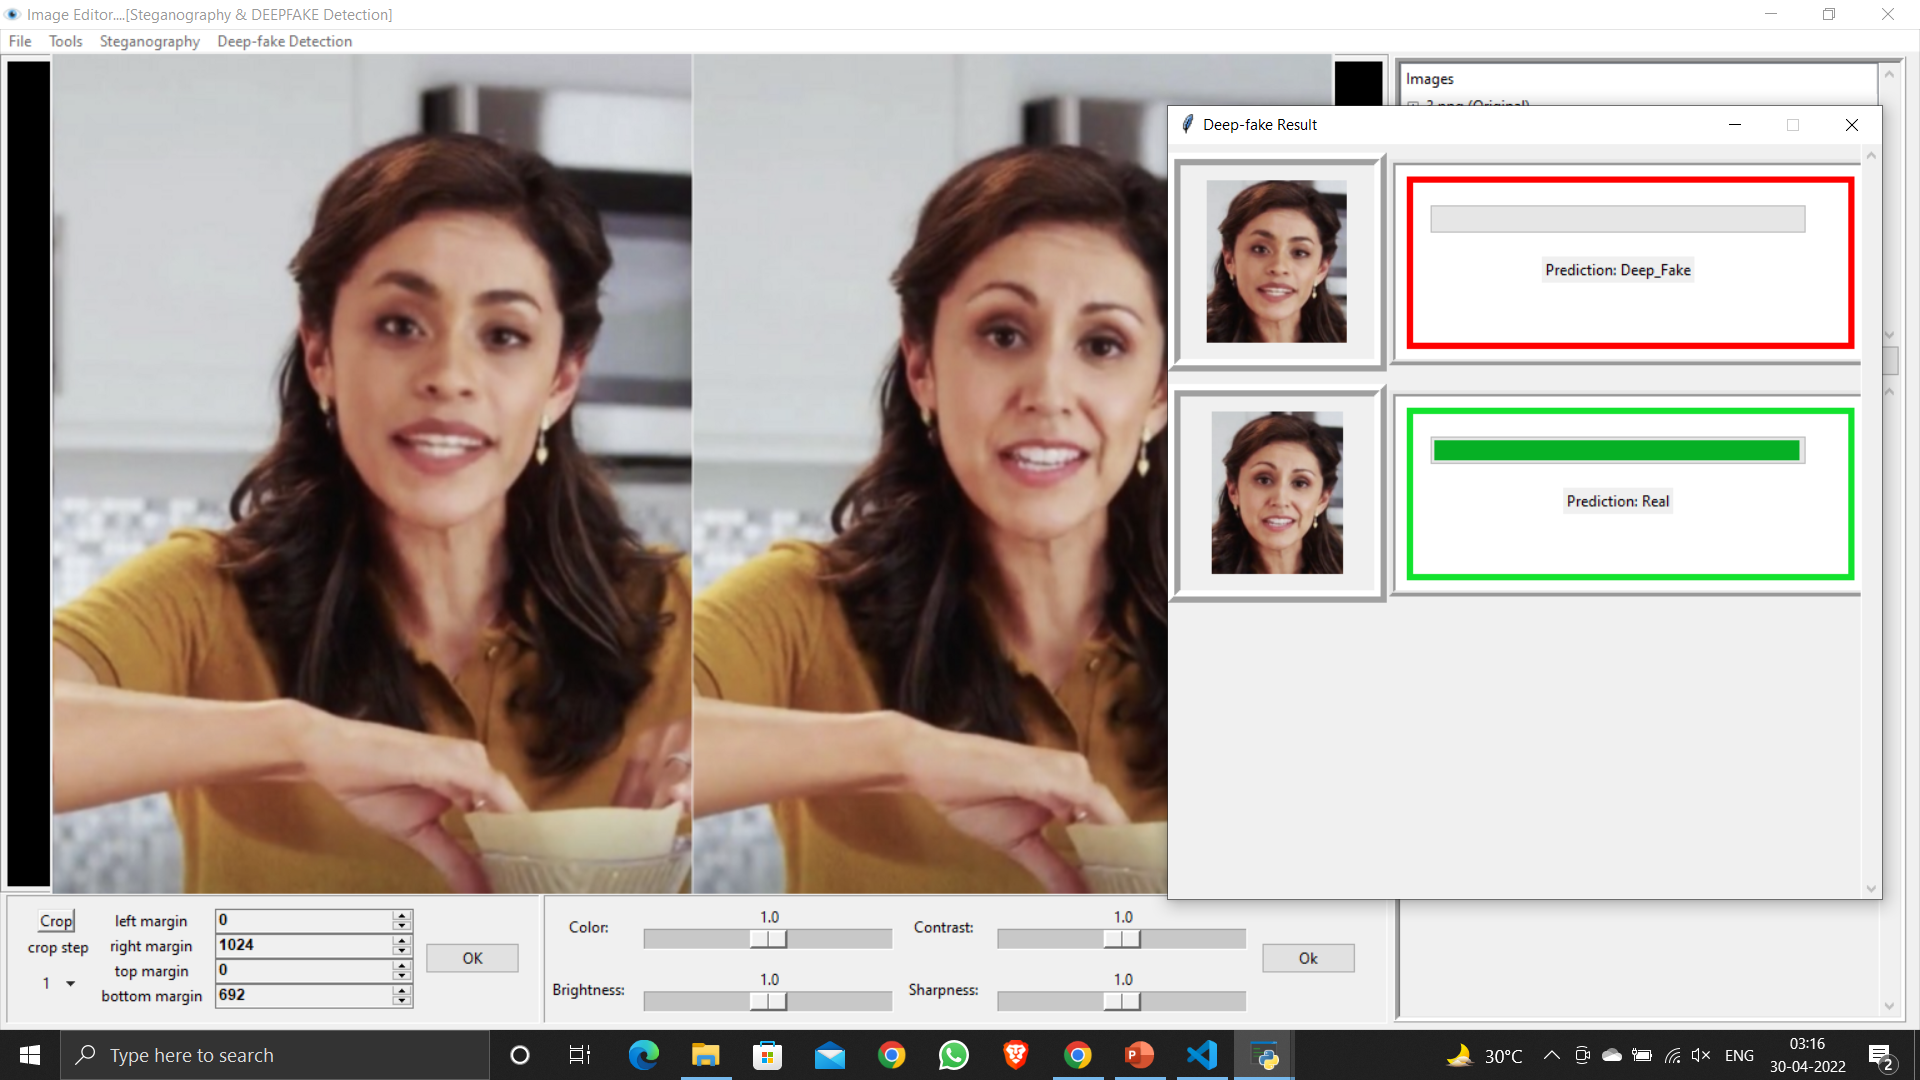 Image Editor....[Steganography & DEEPFAKE Detection]
File Tools Steganography Deep-fake Detection
Images
2.png (Original)
Deep-fake Result
Prediction: Deep_Fake
Prediction: Real
Crop
crop step
1
left margin 0
right margin 1024
top margin 0
bottom margin 692
OK
Color: 1.0
Contrast: 1.0
Brightness: 1.0
Sharpness: 1.0
Ok
Type here to search
30°C
ENG
03:16
30-04-2022
2